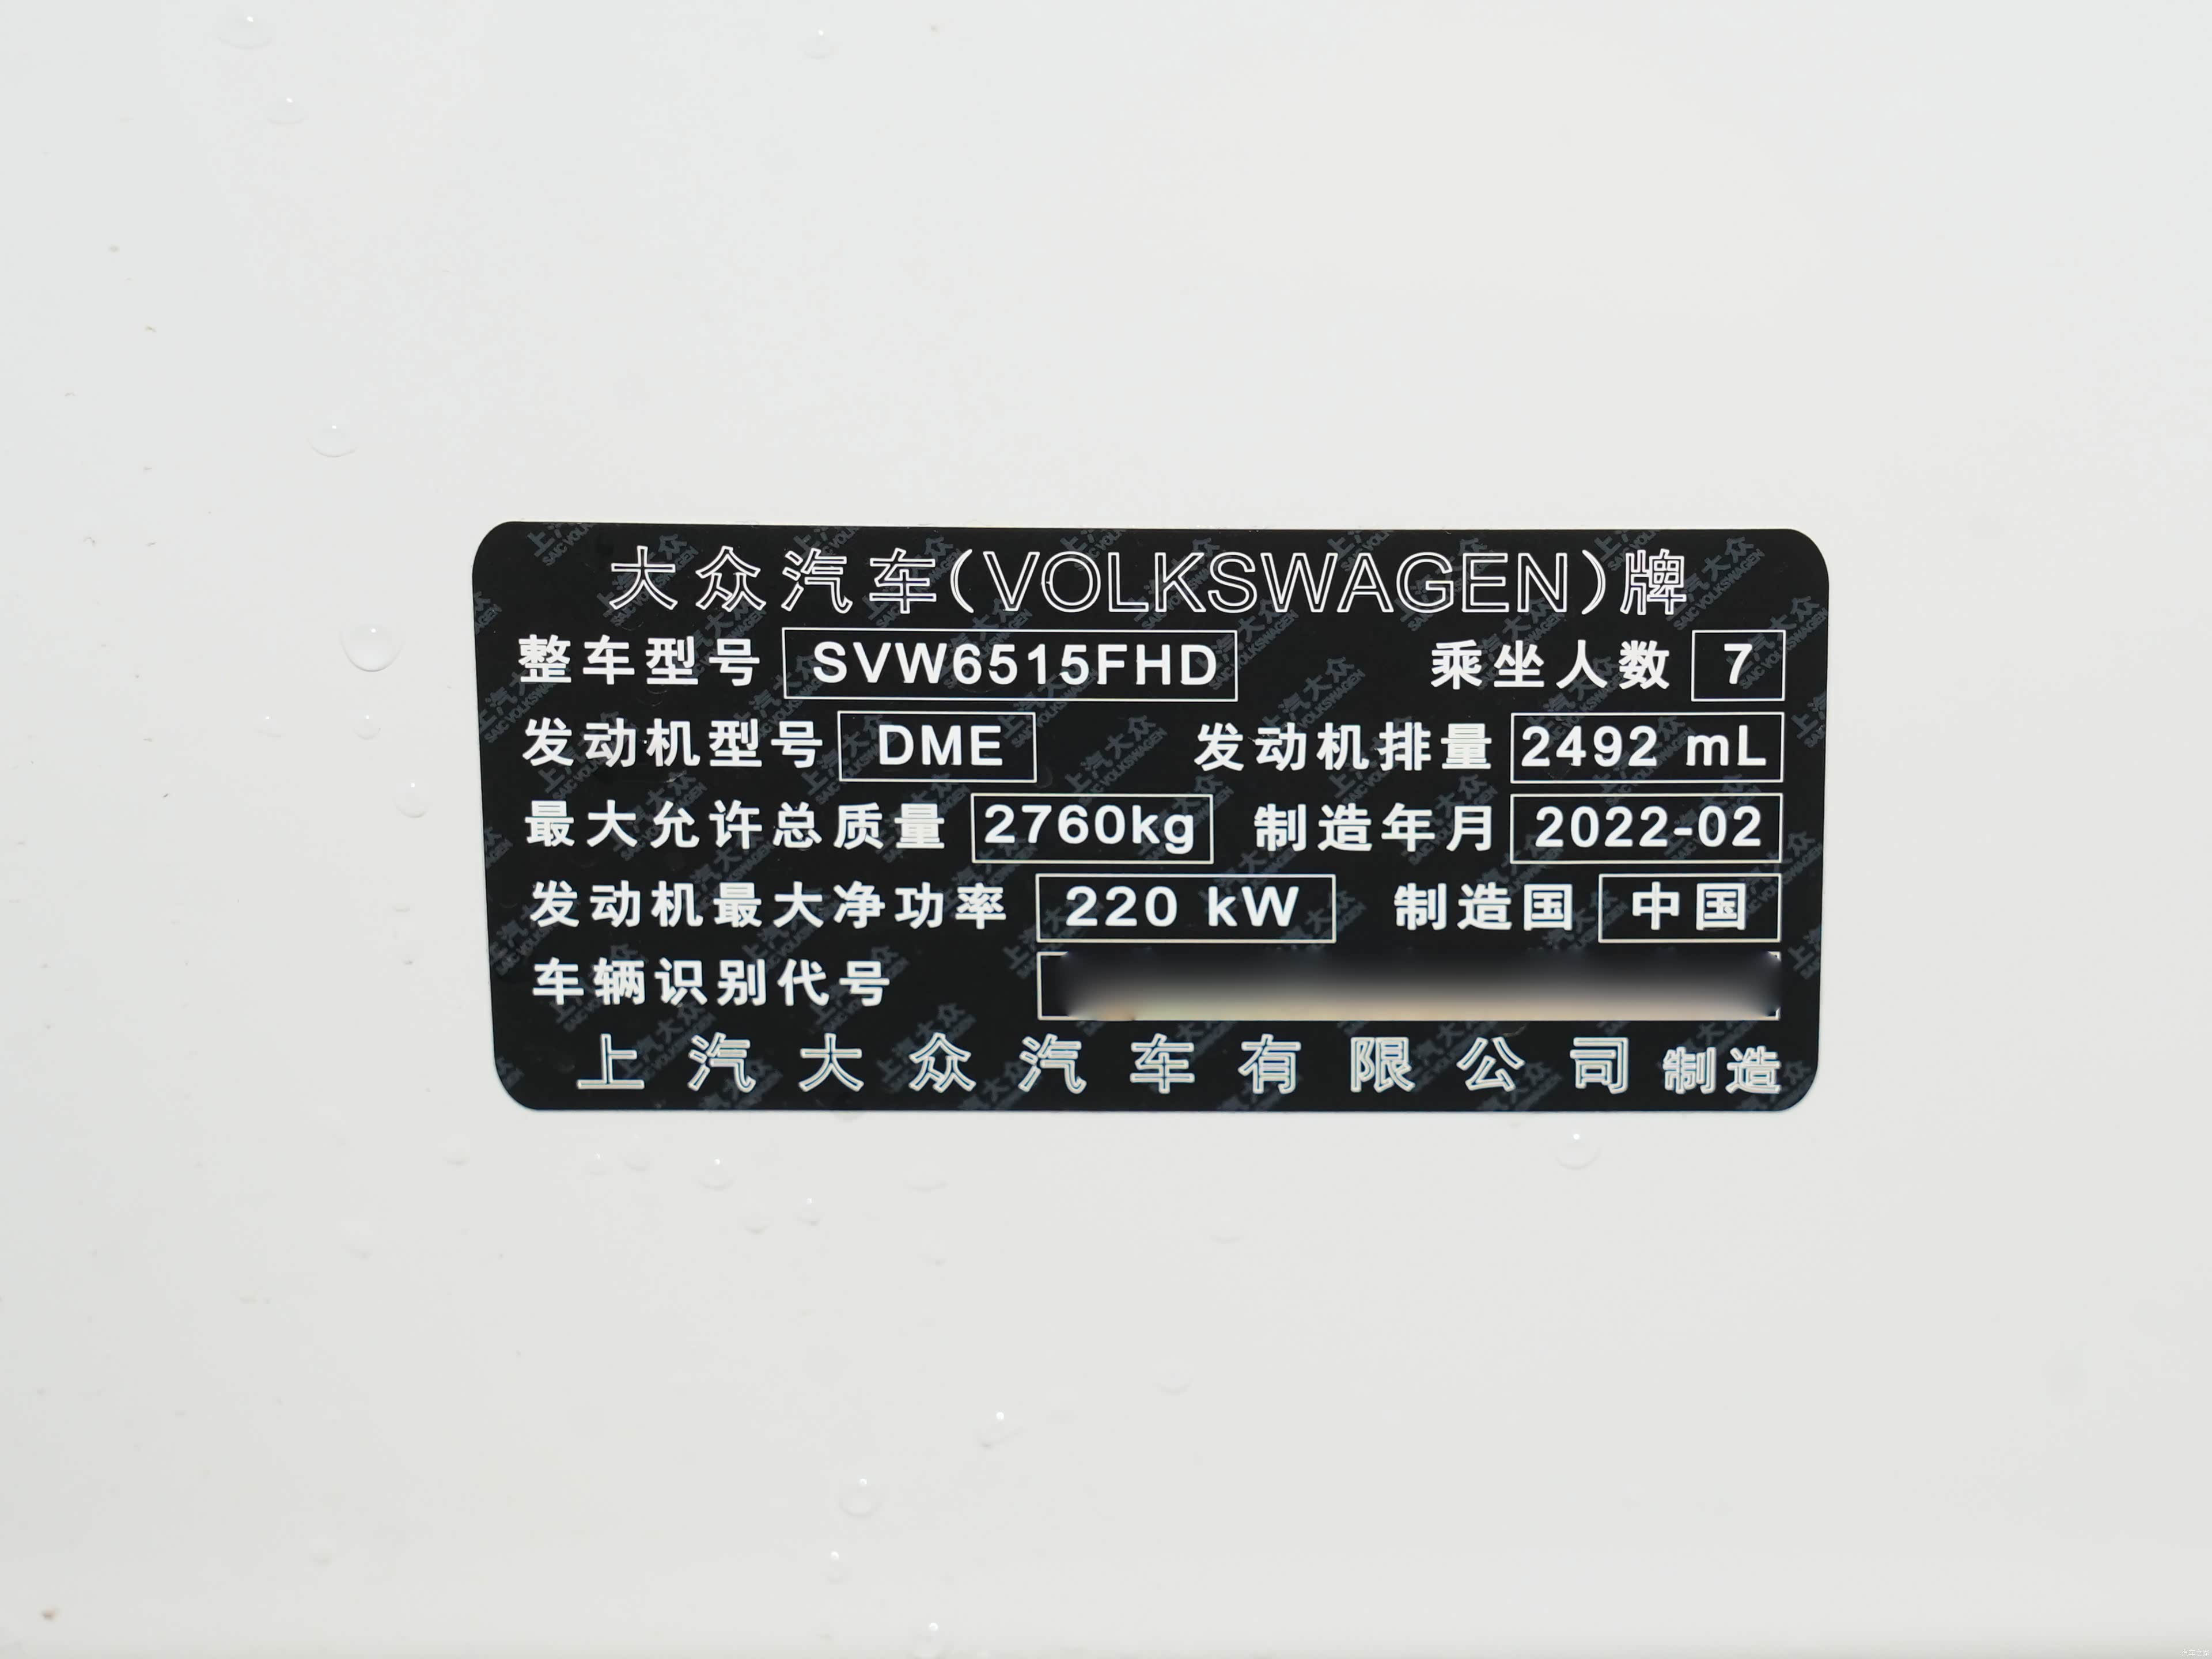 大众汽车(VOLKSWAGEN)牌
整车型号 SVW6515FHD 乘坐人数 7
发动机型号 DME 发动机排量 2492 mL
最大允许总质量 2760kg 制造年月 2022-02
发动机最大净功率 220 kW 制造国 中国
车辆识别代号
上汽大众汽车有限公司制造
汽车之家